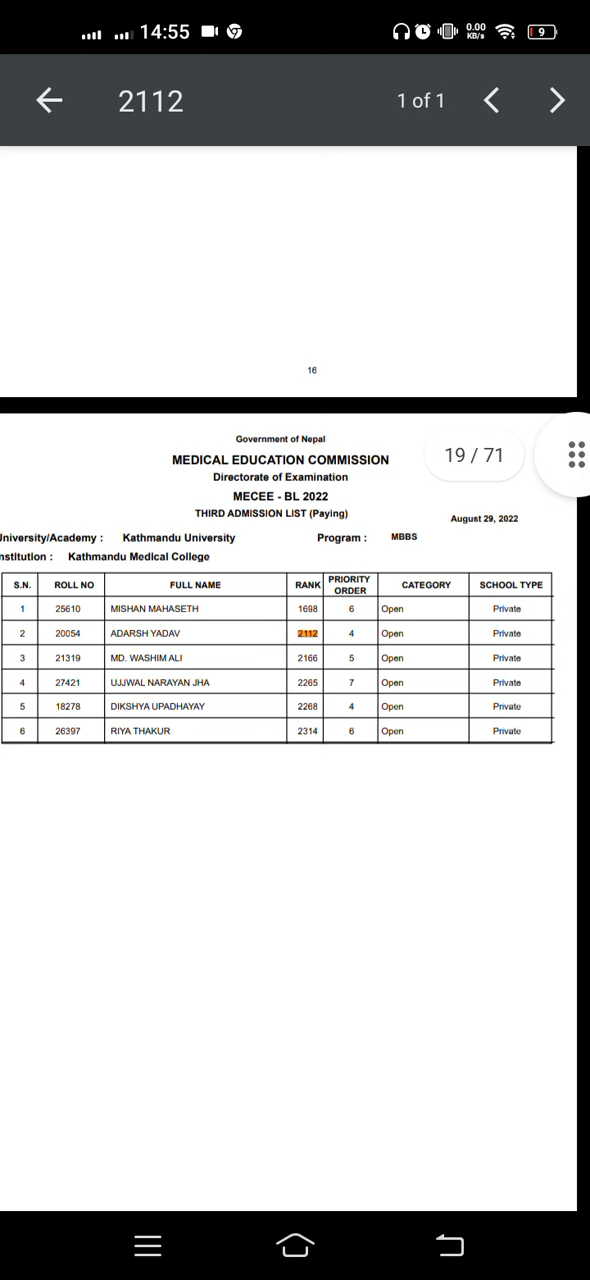 14:55 0.00 KB/s 9
2112 1 of 1
16
19 / 71
Government of Nepal
MEDICAL EDUCATION COMMISSION
Directorate of Examination
MECEE - BL 2022
THIRD ADMISSION LIST (Paying)
August 29, 2022
University/Academy : Kathmandu University Program : MBBS
nstitution : Kathmandu Medical College
S.N. ROLL NO FULL NAME RANK PRIORITY ORDER CATEGORY SCHOOL TYPE
1 25610 MISHAN MAHASETH 1698 6 Open Private
2 20054 ADARSH YADAV 2112 4 Open Private
3 21319 MD. WASHIM ALI 2166 5 Open Private
4 27421 UJJWAL NARAYAN JHA 2265 7 Open Private
5 18278 DIKSHYA UPADHAYAY 2268 4 Open Private
6 26397 RIYA THAKUR 2314 6 Open Private